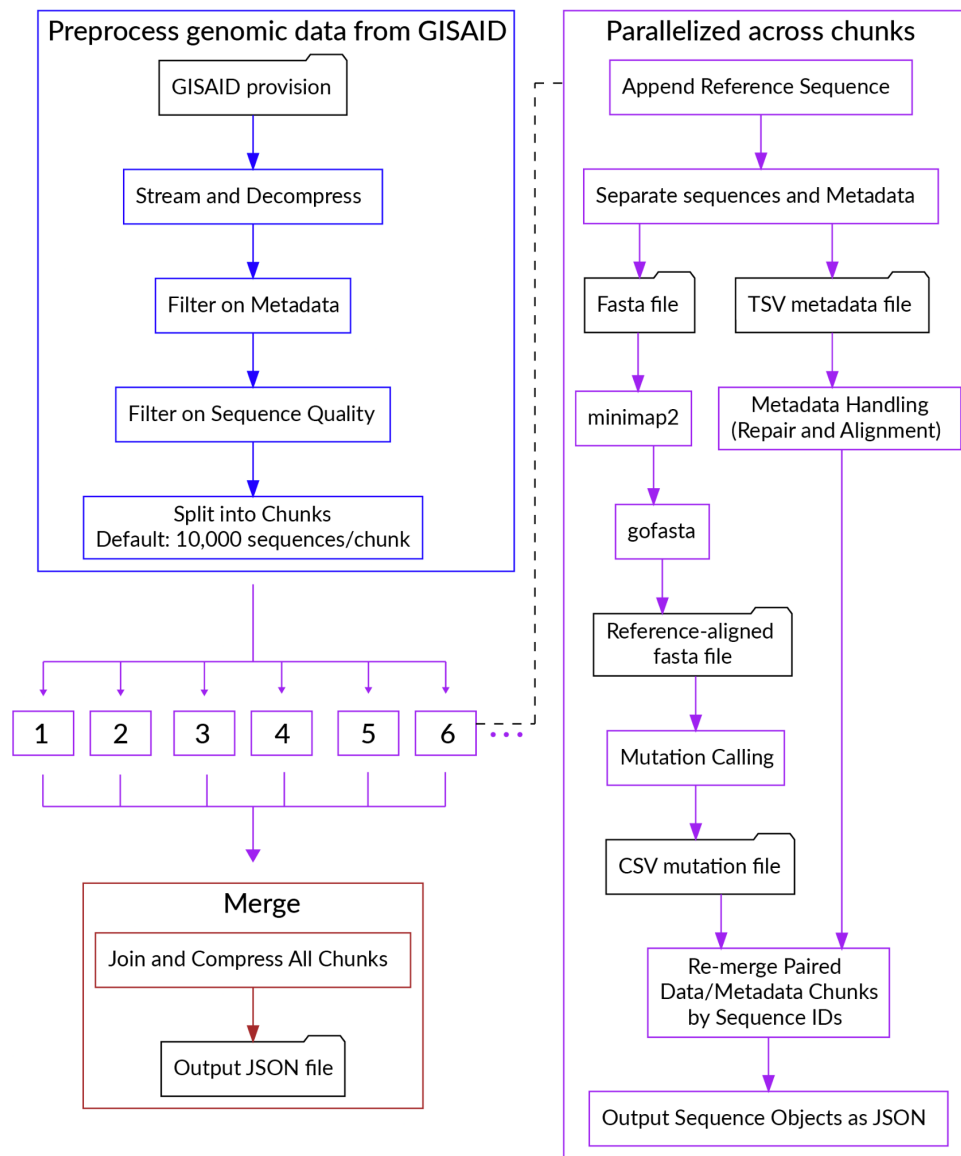 Preprocess genomic data from GISAID
GISAID provision
Stream and Decompress
Filter on Metadata
Filter on Sequence Quality
Split into Chunks
Default: 10,000 sequences/chunk
1 2 3 4 5 6 ...
Merge
Join and Compress All Chunks
Output JSON file
Parallelized across chunks
Append Reference Sequence
Separate sequences and Metadata
Fasta file
TSV metadata file
minimap2
Metadata Handling
(Repair and Alignment)
gofasta
Reference-aligned
fasta file
Mutation Calling
CSV mutation file
Re-merge Paired
Data/Metadata Chunks
by Sequence IDs
Output Sequence Objects as JSON